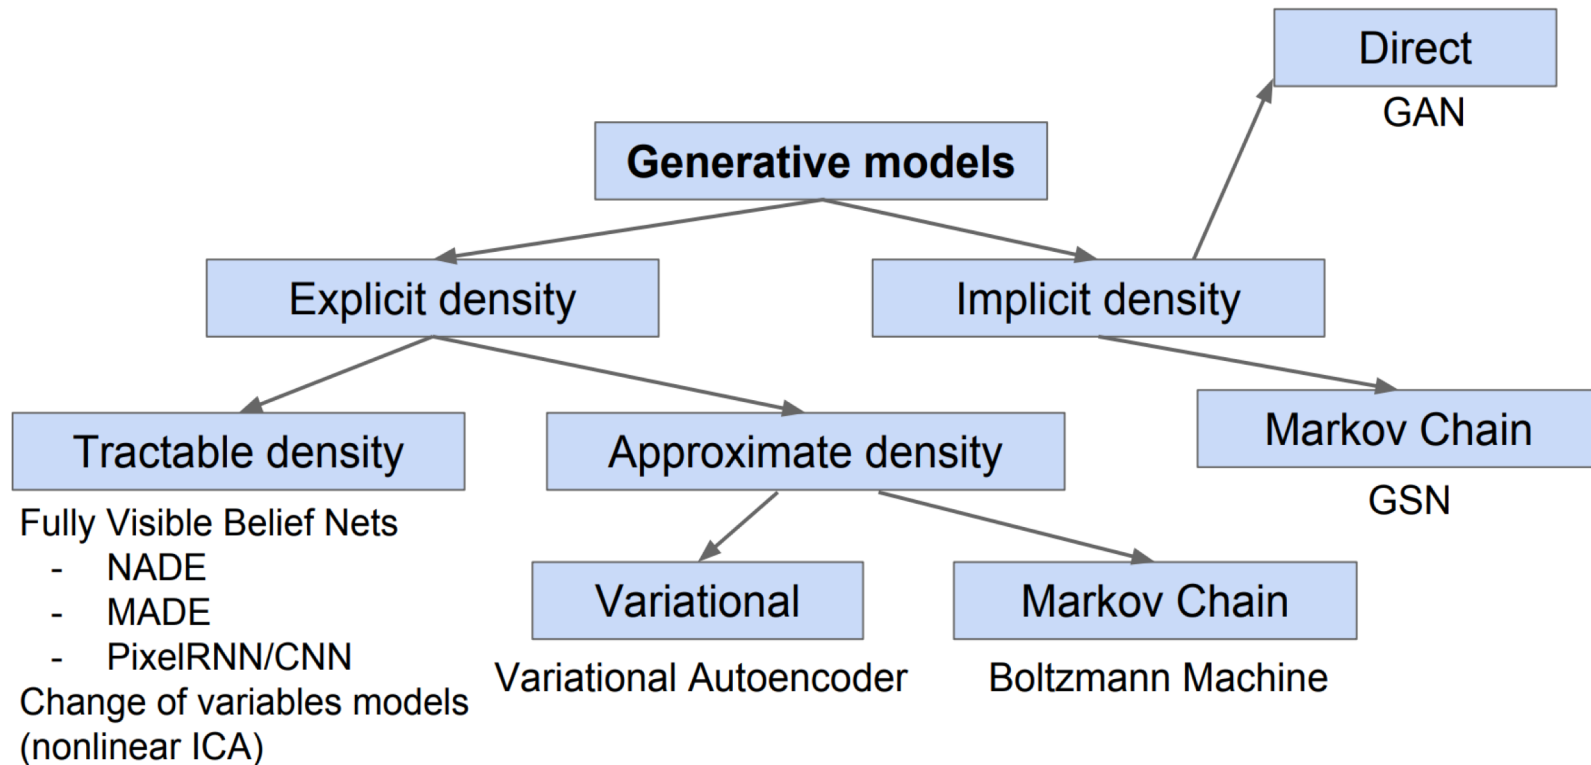 Direct
GAN
Generative models
Explicit density
Implicit density
Tractable density
Approximate density
Markov Chain
GSN
Fully Visible Belief Nets
- NADE
- MADE
- PixelRNN/CNN
Change of variables models
(nonlinear ICA)
Variational
Variational Autoencoder
Markov Chain
Boltzmann Machine